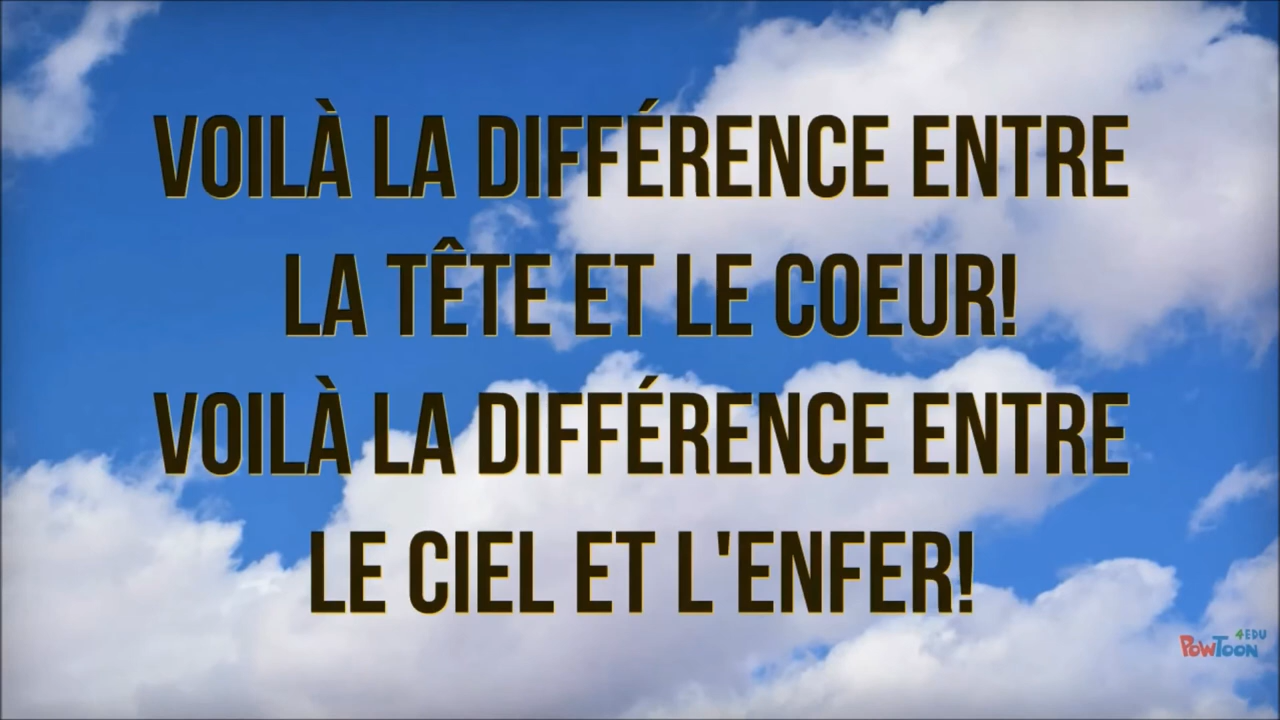 VOILÀ LA DIFFÉRENCE ENTRE
LA TÊTE ET LE COEUR!
VOILÀ LA DIFFÉRENCE ENTRE
LE CIEL ET L'ENFER!
4EDU
POWTOON